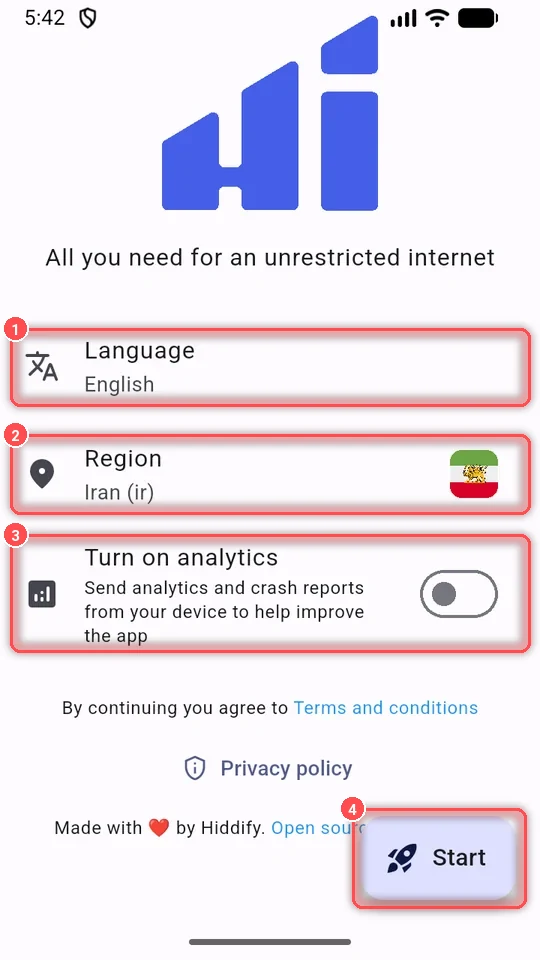 5:42
All you need for an unrestricted internet
1
Language
English
2
Region
Iran (ir)
3
Turn on analytics
Send analytics and crash reports
from your device to help improve
the app
By continuing you agree to Terms and conditions
Privacy policy
Made with ❤️ by Hiddify. Open
4
Start